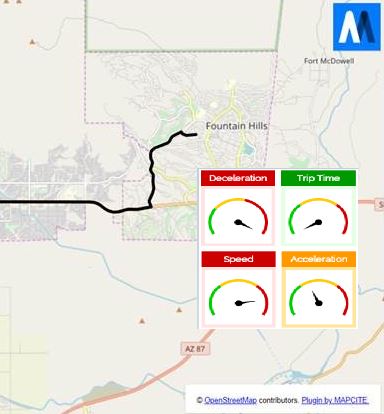 Fort McDowell
Fountain Hills
Deceleration
Trip Time
S
Speed
Acceleration
AZ 87
© OpenStreetMap contributors. Plugin by MAPCITE.